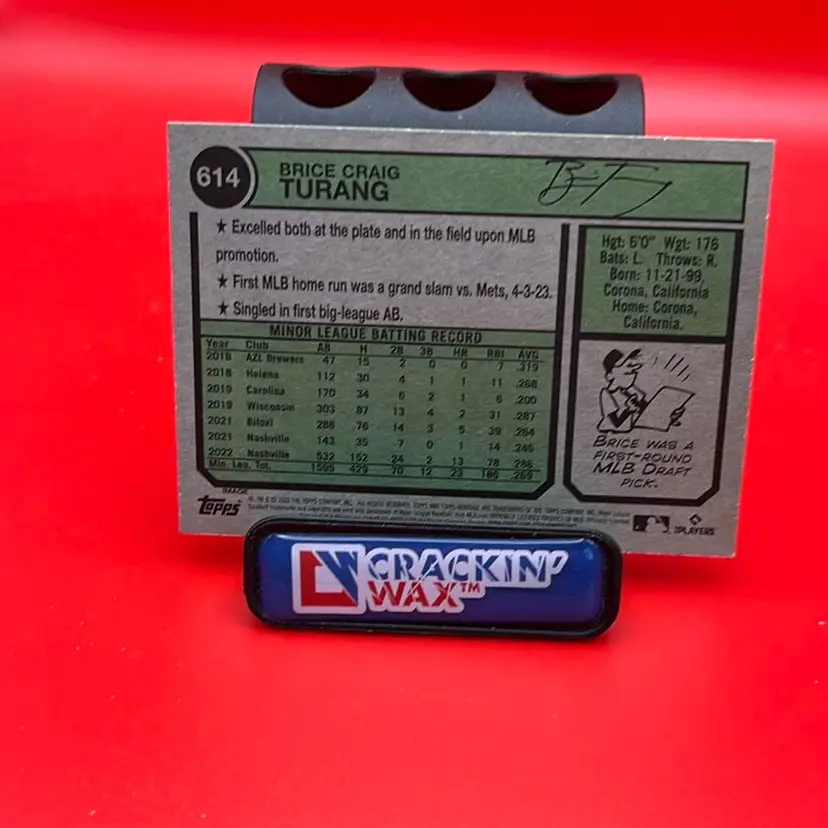 614
BRICE CRAIG
TURANG
★ Excelled both at the plate and in the field upon MLB
promotion.
★ First MLB home run was a grand slam vs. Mets, 4-3-23.
★ Singled in first big-league AB.
MINOR LEAGUE BATTING RECORD
Year Club AB H 2B 3B HR RBI AVG
2018 AZL Brewers 47 15 2 0 0 7 .319
2018 Helena 112 30 4 1 1 11 .268
2019 Carolina 170 34 6 2 1 6 .200
2019 Wisconsin 303 87 13 4 2 31 .287
2021 Biloxi 288 76 14 3 5 39 .264
2021 Nashville 143 35 7 0 1 14 .245
2022 Nashville 532 152 24 2 13 78 .286
Min. Lea. Tot. 1595 429 70 12 23 186 .269
Hgt: 6'0" Wgt: 176
Bats: L. Throws: R.
Born: 11-21-99,
Corona, California
Home: Corona,
California.
BRICE WAS A
FIRST-ROUND
MLB DRAFT
PICK.
Topps
PLAYERS
CW CRACKIN'
WAX™